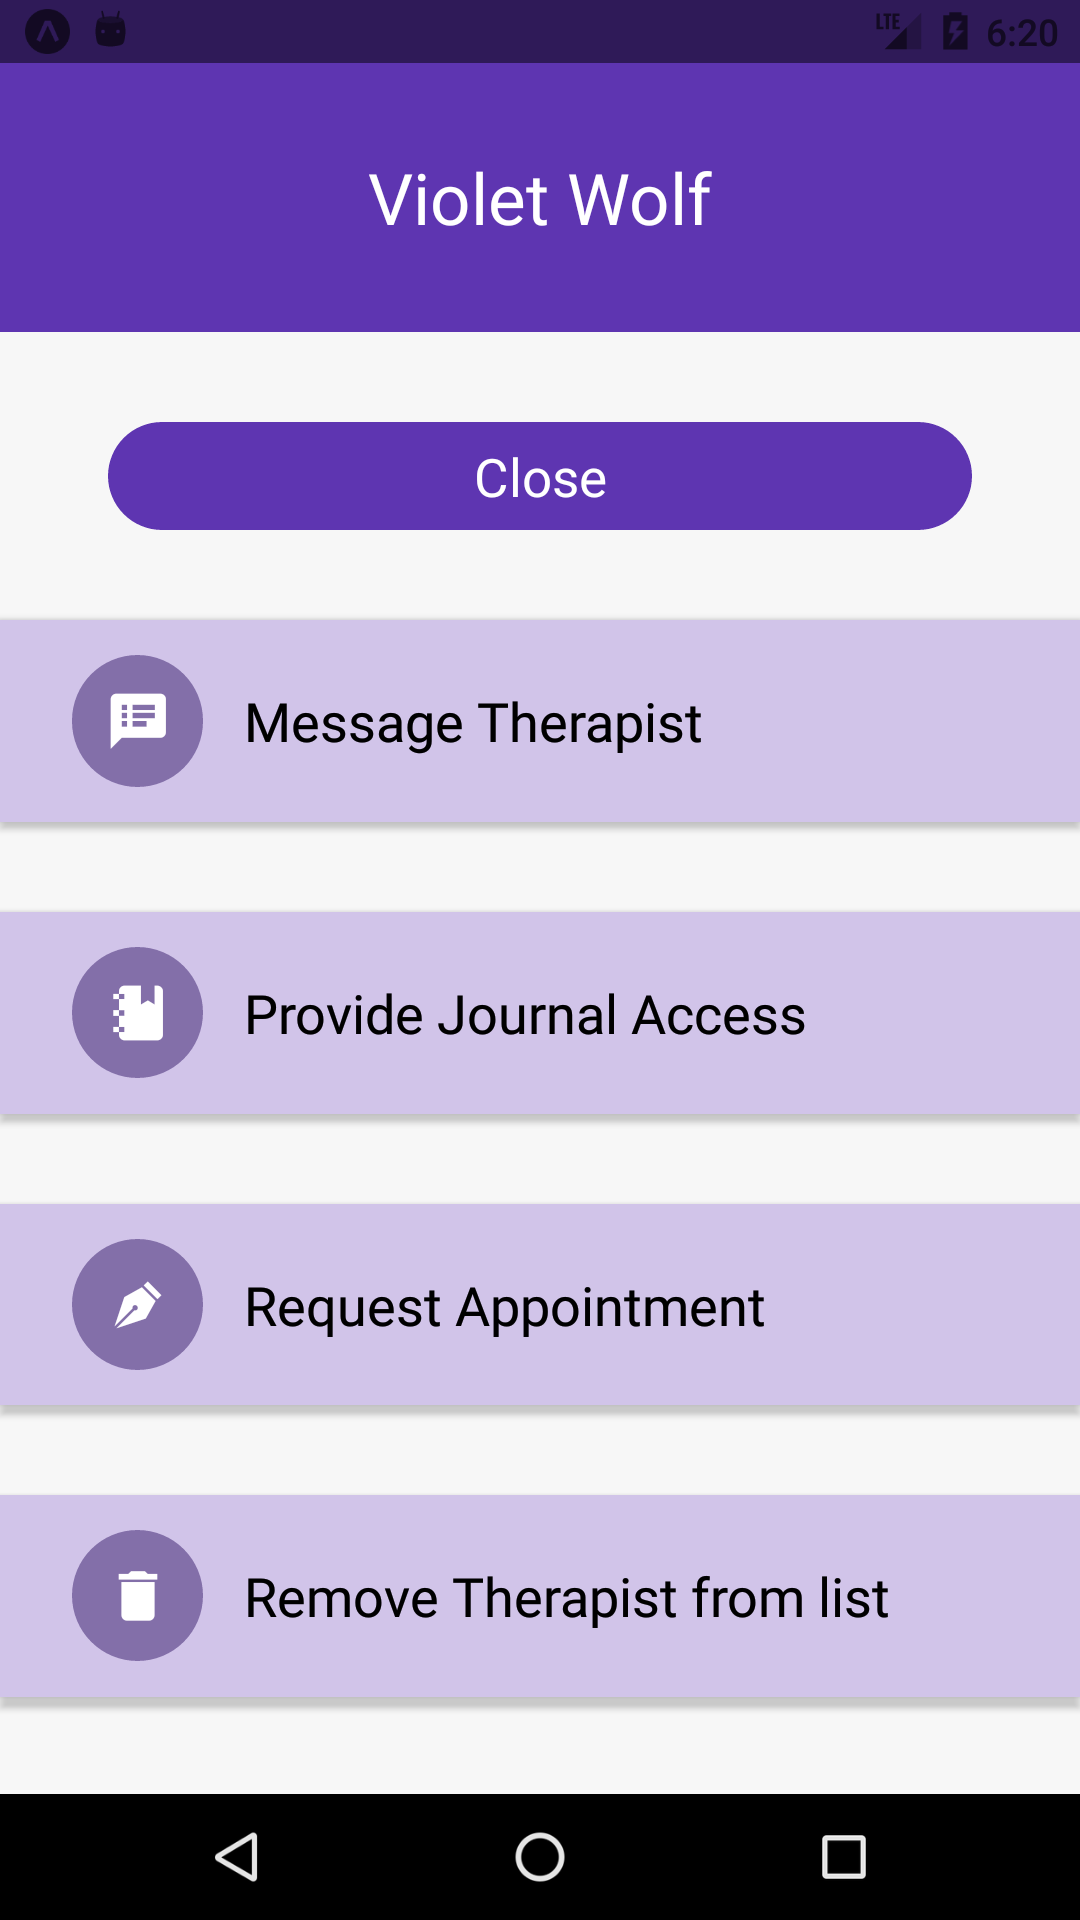 LTE 6:20
Violet Wolf
Close
Message Therapist
Provide Journal Access
Request Appointment
Remove Therapist from list